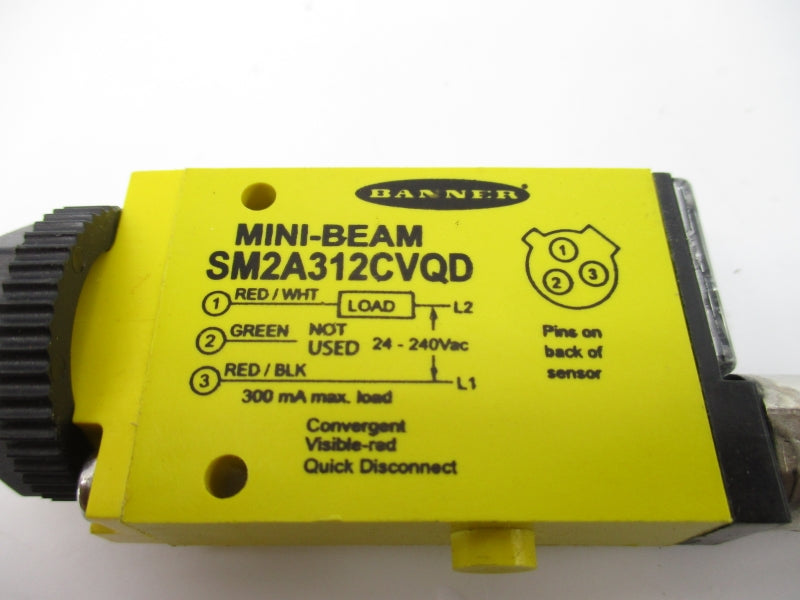 BANNER
MINI-BEAM
SM2A312CVQD
1 RED / WHT LOAD L2
2 GREEN NOT USED 24 - 240Vac
3 RED / BLK L1
300 mA max. load
Convergent
Visible-red
Quick Disconnect
1
2 3
Pins on
back of
sensor